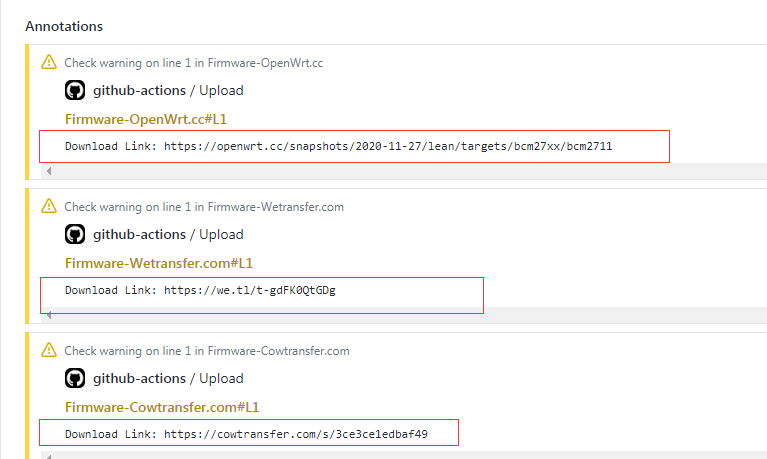 Annotations
Check warning on line 1 in Firmware-OpenWrt.cc
github-actions / Upload
Firmware-OpenWrt.cc#L1
Download Link: https://openwrt.cc/snapshots/2020-11-27/lean/targets/bcm27xx/bcm2711
Check warning on line 1 in Firmware-Wetransfer.com
github-actions / Upload
Firmware-Wetransfer.com#L1
Download Link: https://we.tl/t-gdFK0QtGDg
Check warning on line 1 in Firmware-Cowtransfer.com
github-actions / Upload
Firmware-Cowtransfer.com#L1
Download Link: https://cowtransfer.com/s/3ce3ce1edbaf49